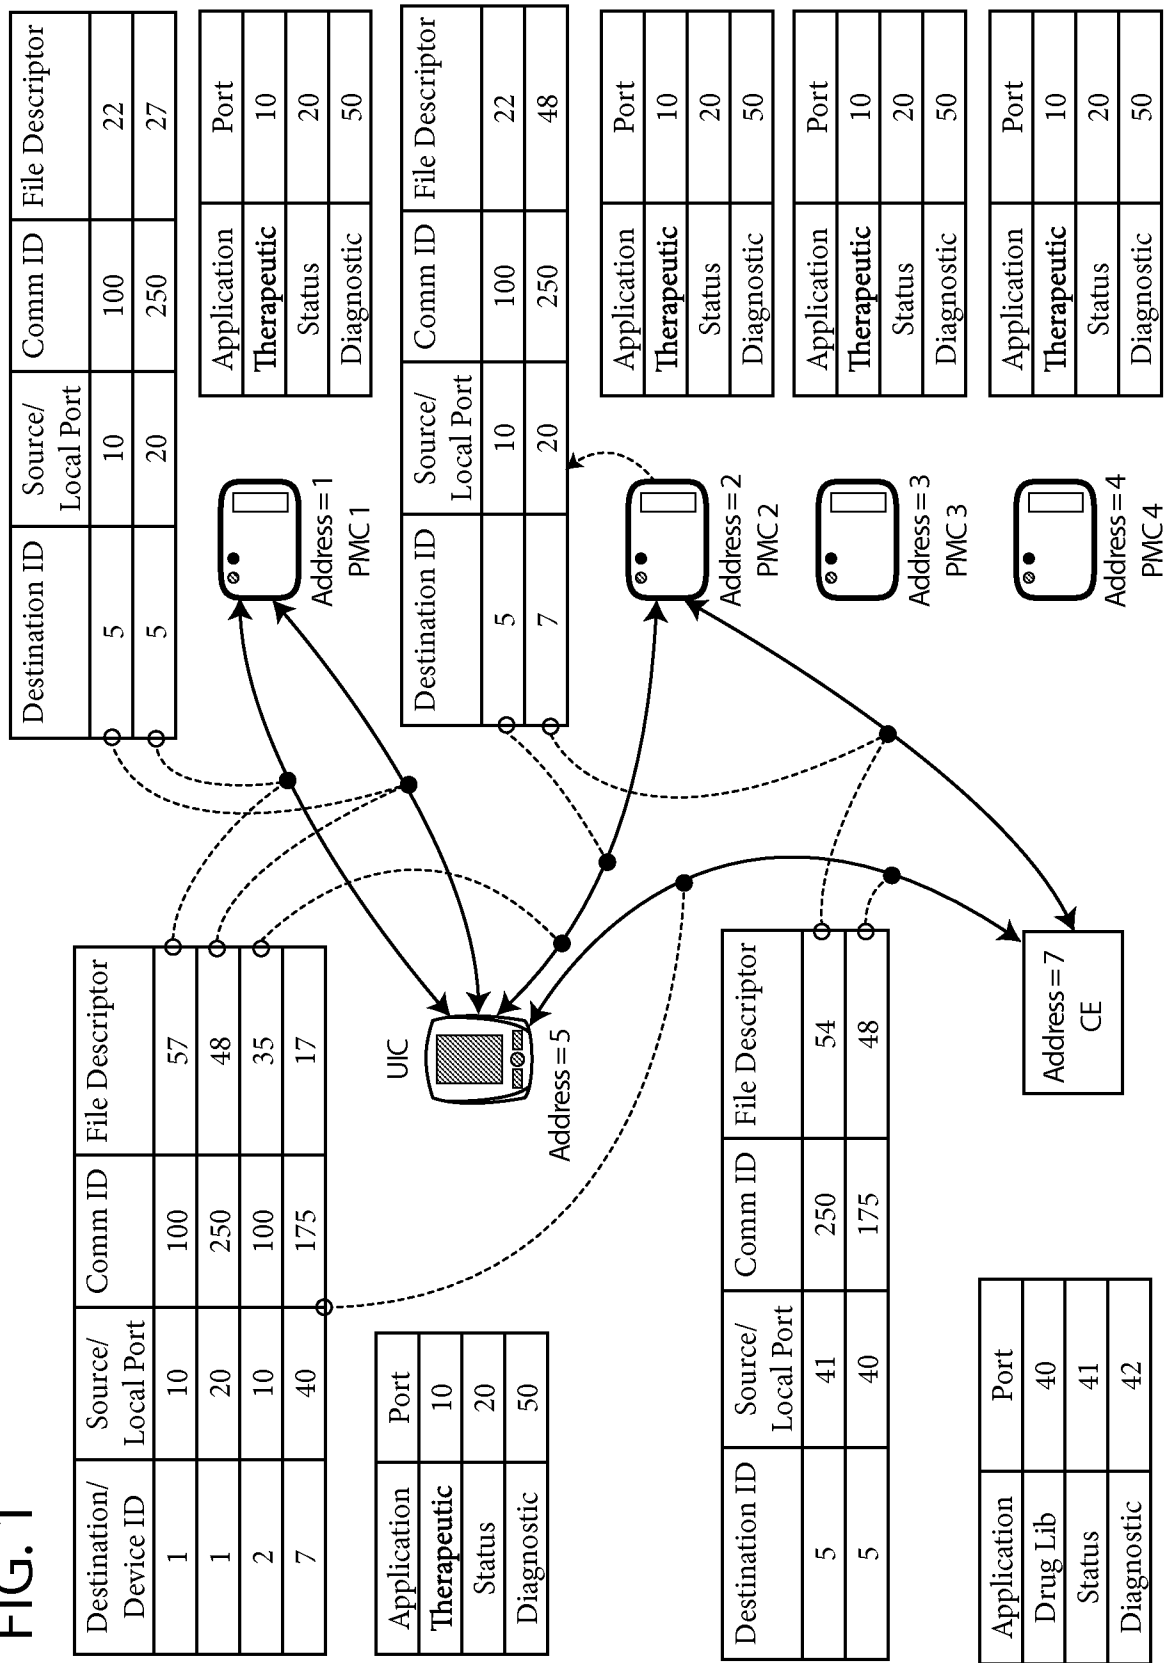 FIG. 1
Destination/ Device ID Source/ Local Port Comm ID File Descriptor
1 10 100 57
1 20 250 48
2 10 100 35
7 40 175 17
Application Port
Therapeutic 10
Status 20
Diagnostic 50
UIC
Address = 5
Destination ID Source/ Local Port Comm ID File Descriptor
5 41 250 54
5 40 175 48
Application Port
Drug Lib 40
Status 41
Diagnostic 42
Address = 7
CE
Destination ID Source/ Local Port Comm ID File Descriptor
5 10 100 22
5 20 250 27
Address = 1
PMC 1
Application Port
Therapeutic 10
Status 20
Diagnostic 50
Destination ID Source/ Local Port Comm ID File Descriptor
5 10 100 22
7 20 250 48
Address = 2
PMC 2
Application Port
Therapeutic 10
Status 20
Diagnostic 50
Address = 3
PMC 3
Application Port
Therapeutic 10
Status 20
Diagnostic 50
Address = 4
PMC 4
Application Port
Therapeutic 10
Status 20
Diagnostic 50